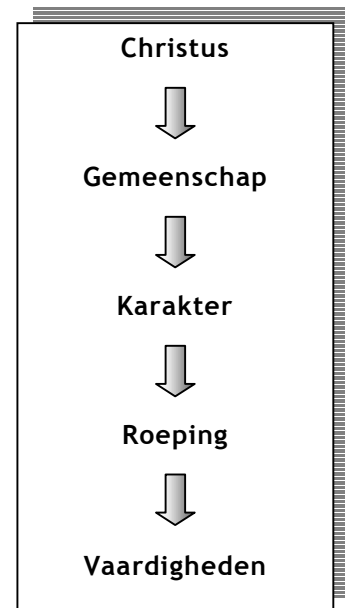 Christus
Gemeenschap
Karakter
Roeping
Vaardigheden